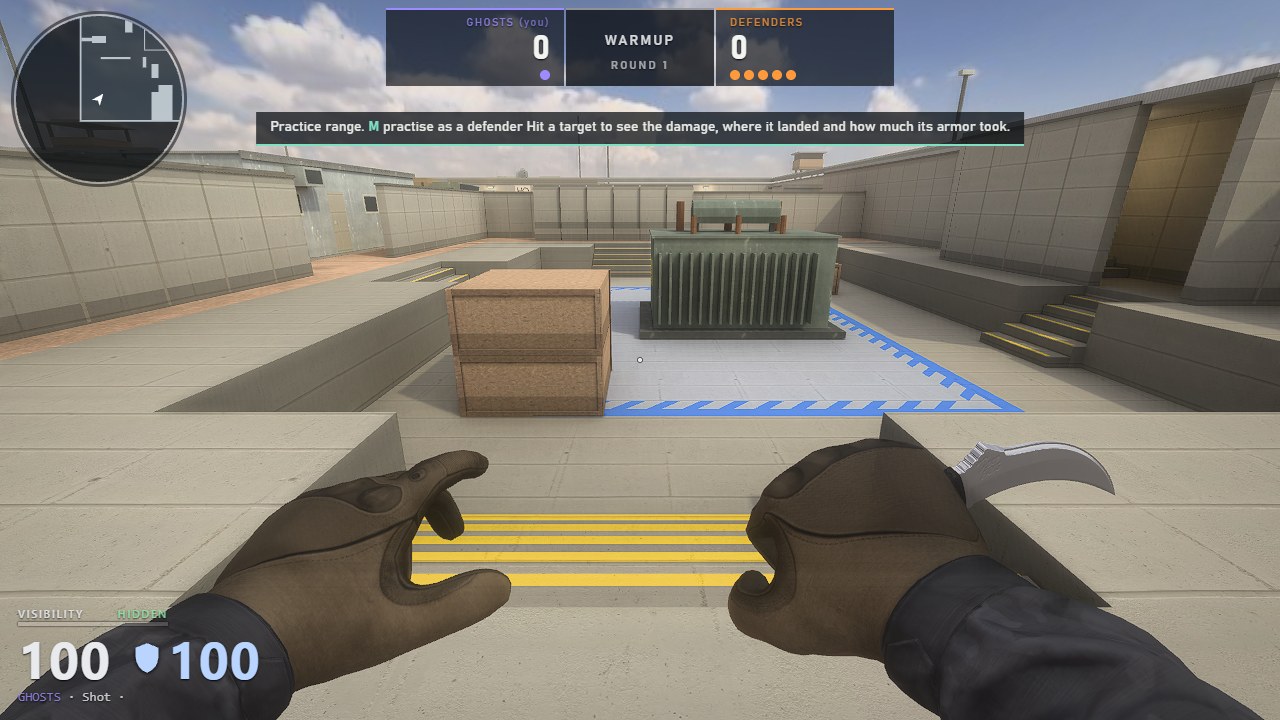 GHOSTS (you)
0
WARMUP
ROUND 1
DEFENDERS
0
Practice range. M practise as a defender Hit a target to see the damage, where it landed and how much its armor took.
VISIBILITY HIDDEN
100 100
GHOSTS · Shot ·